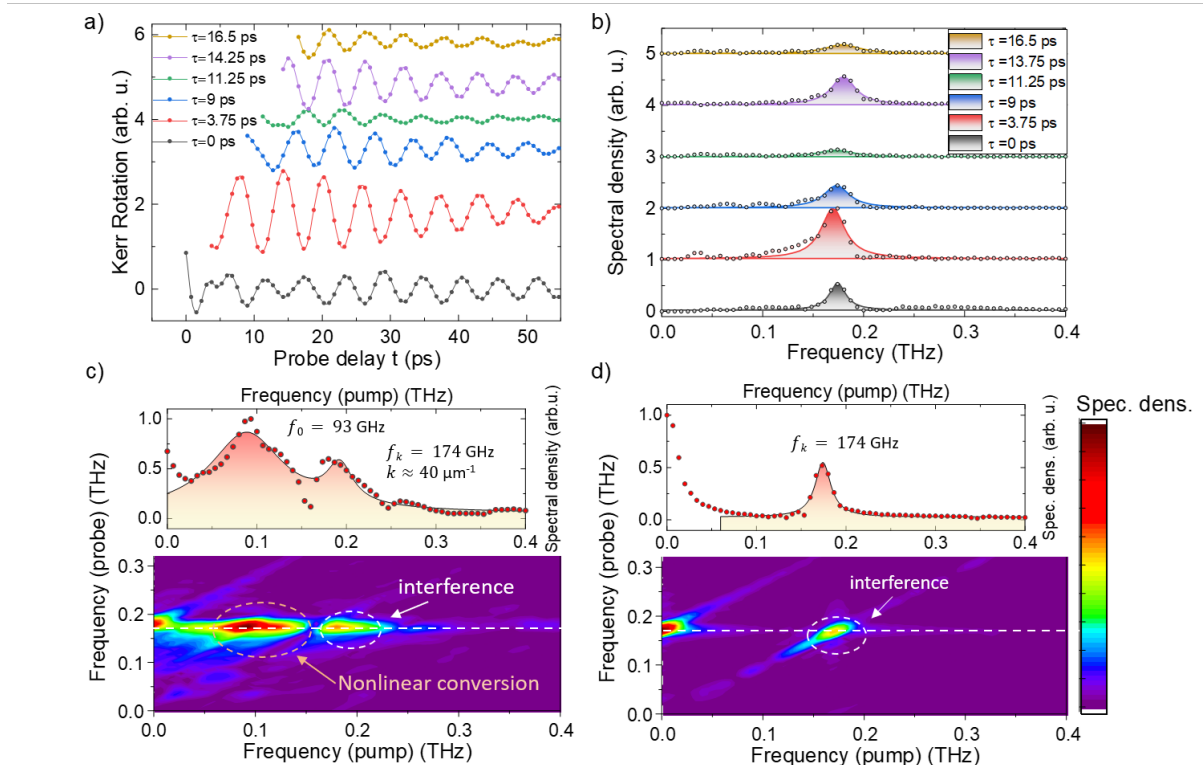 a)
Kerr Rotation (arb. u.)
6
4
2
0
τ=16.5 ps
τ=14.25 ps
τ=11.25 ps
τ=9 ps
τ=3.75 ps
τ=0 ps
0 10 20 30 40 50
Probe delay t (ps)
b)
Spectral density (arb. u.)
5
4
3
2
1
0
τ =16.5 ps
τ =13.75 ps
τ =11.25 ps
τ =9 ps
τ =3.75 ps
τ =0 ps
0.0 0.1 0.2 0.3 0.4
Frequency (THz)
c)
Frequency (pump) (THz)
1.0
0.5
0.0
f₀ = 93 GHz
fₖ = 174 GHz
k ≈ 40 μm⁻¹
Spectral density (arb.u.)
0.0 0.1 0.2 0.3 0.4
Frequency (probe) (THz)
0.3
0.2
0.1
0.0
interference
Nonlinear conversion
0.0 0.1 0.2 0.3 0.4
Frequency (pump) (THz)
d)
Frequency (pump) (THz)
1.0
0.5
0.0
fₖ = 174 GHz
Spec. dens. (arb. u.)
0.0 0.1 0.2 0.3 0.4
Frequency (probe) (THz)
0.3
0.2
0.1
0.0
interference
0.0 0.1 0.2 0.3 0.4
Frequency (pump) (THz)
Spec. dens.